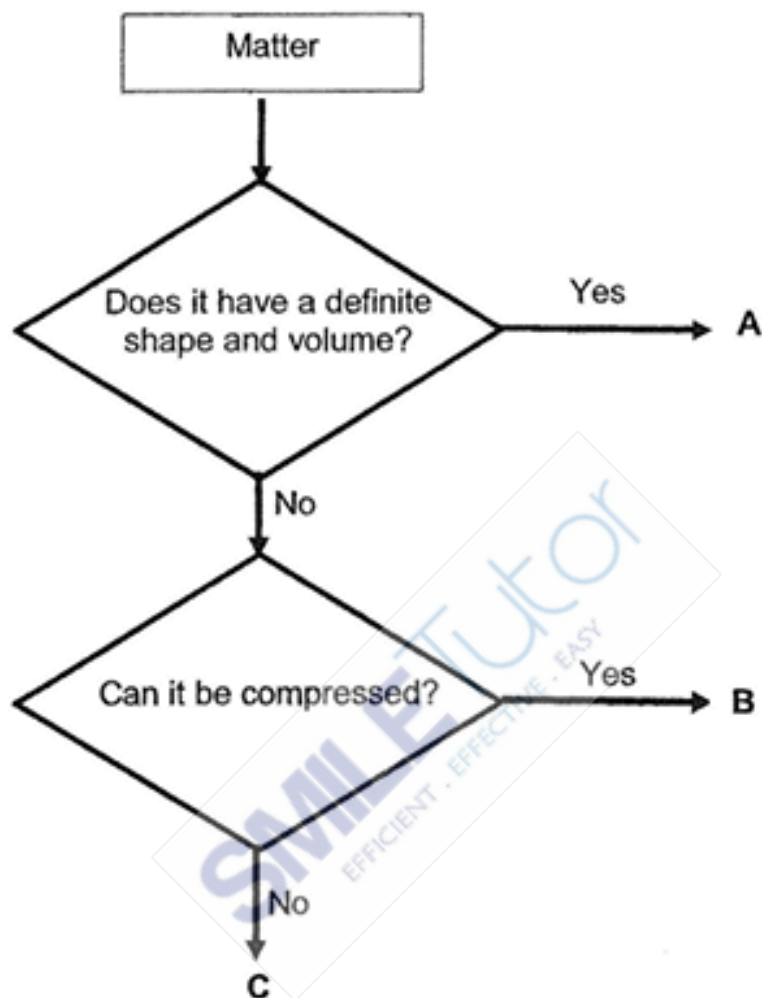 Matter
Does it have a definite
shape and volume?
Yes
A
No
Can it be compressed?
Yes
B
No
C
SMILETutor
EFFICIENT . EFFECTIVE . EASY